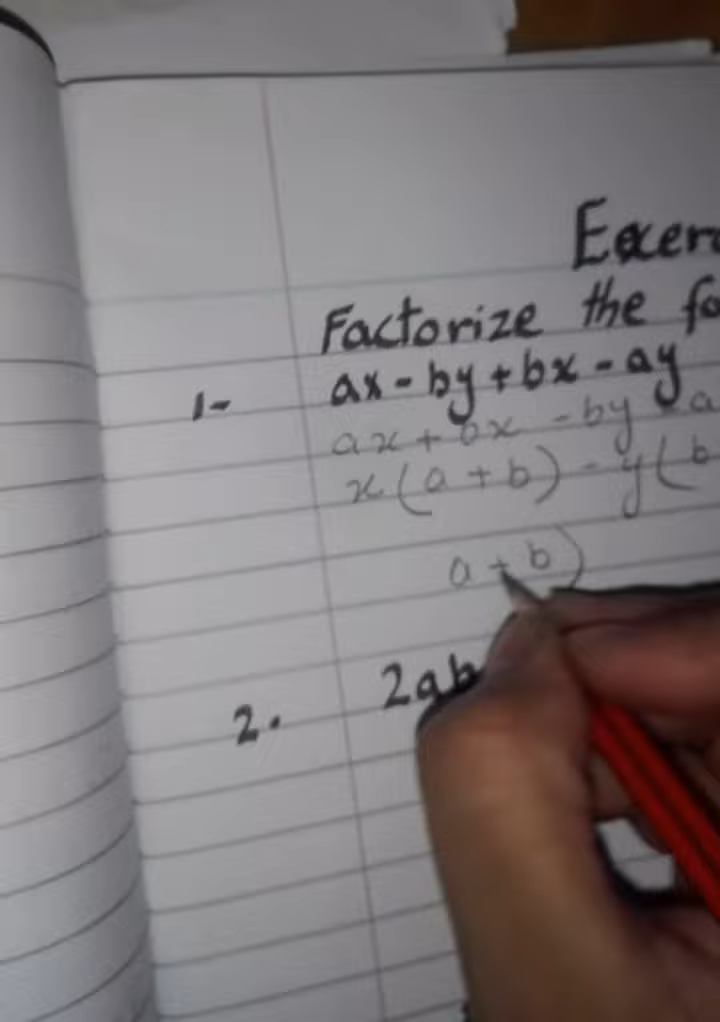 Exer
Factorize the fo
1- ax - by + bx - ay
ax + bx - by - a
x(a + b) - y(b
a + b)
2. 2ab